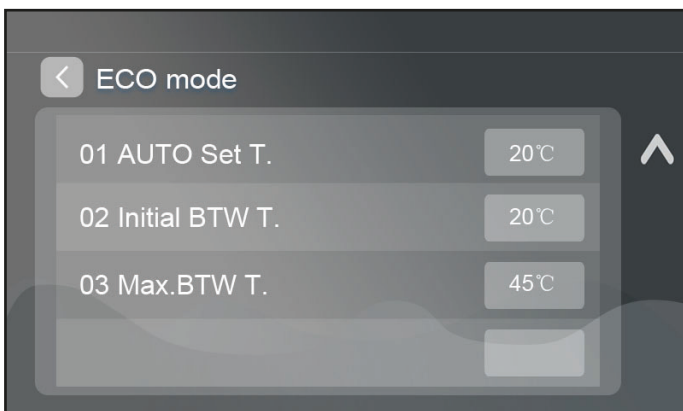 ECO mode
01 AUTO Set T. 20℃
02 Initial BTW T. 20℃
03 Max.BTW T. 45℃